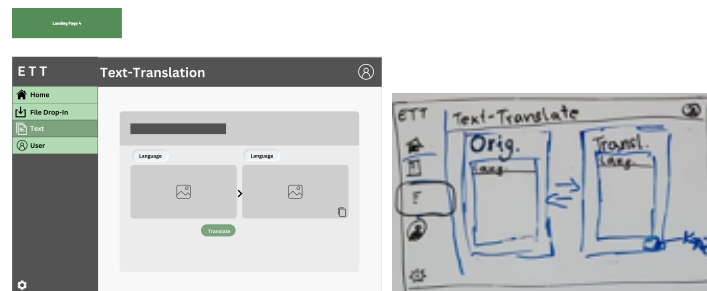 Landing Page 4
ETT
Text-Translation
Home
File Drop-In
Text
User
Language
Language
Translate
ETT
Text-Translate
Orig.
Lang.
Transl.
Lang.